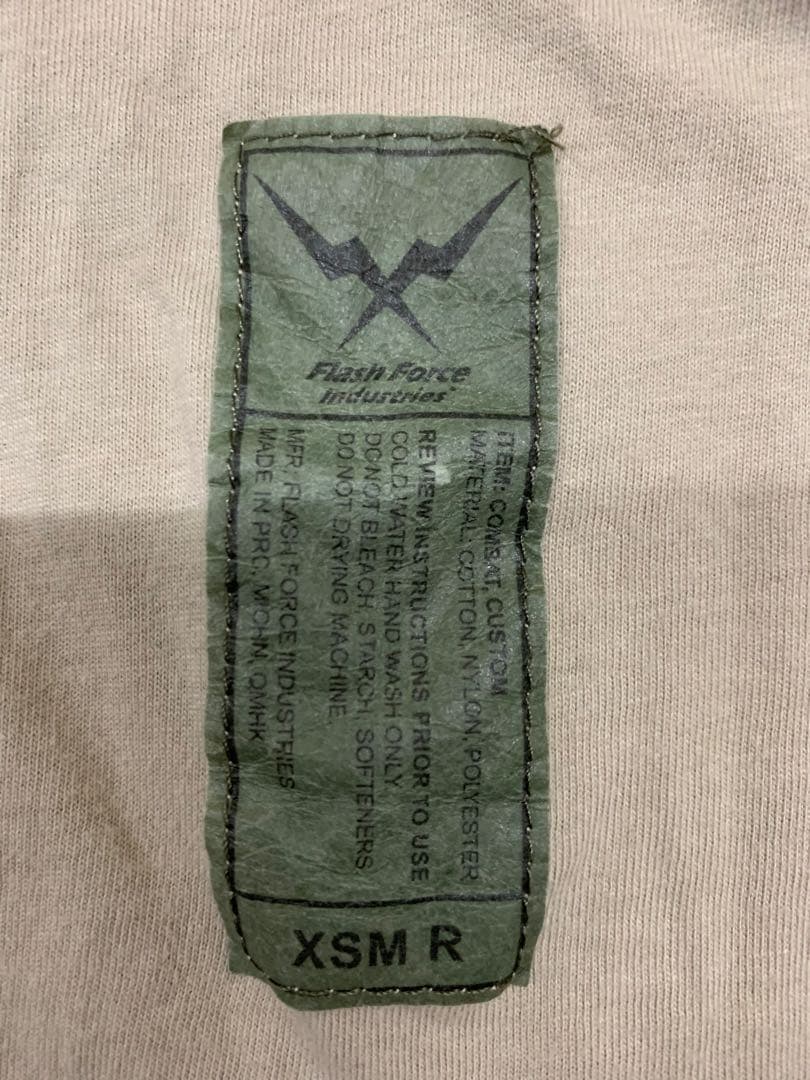 Flash Force
Industries
ITEM: COMBAT, CUSTOM
MATERIAL: COTTON, NYLON, POLYESTER
REVIEW INSTRUCTIONS PRIOR TO USE
COLD WATER HAND WASH ONLY
DO NOT BLEACH, STARCH, SOFTENERS
DO NOT DRYING MACHINE,
MFR, FLASH FORCE INDUSTRIES
MADE IN PRC, MICHN, QMHK
XSM R